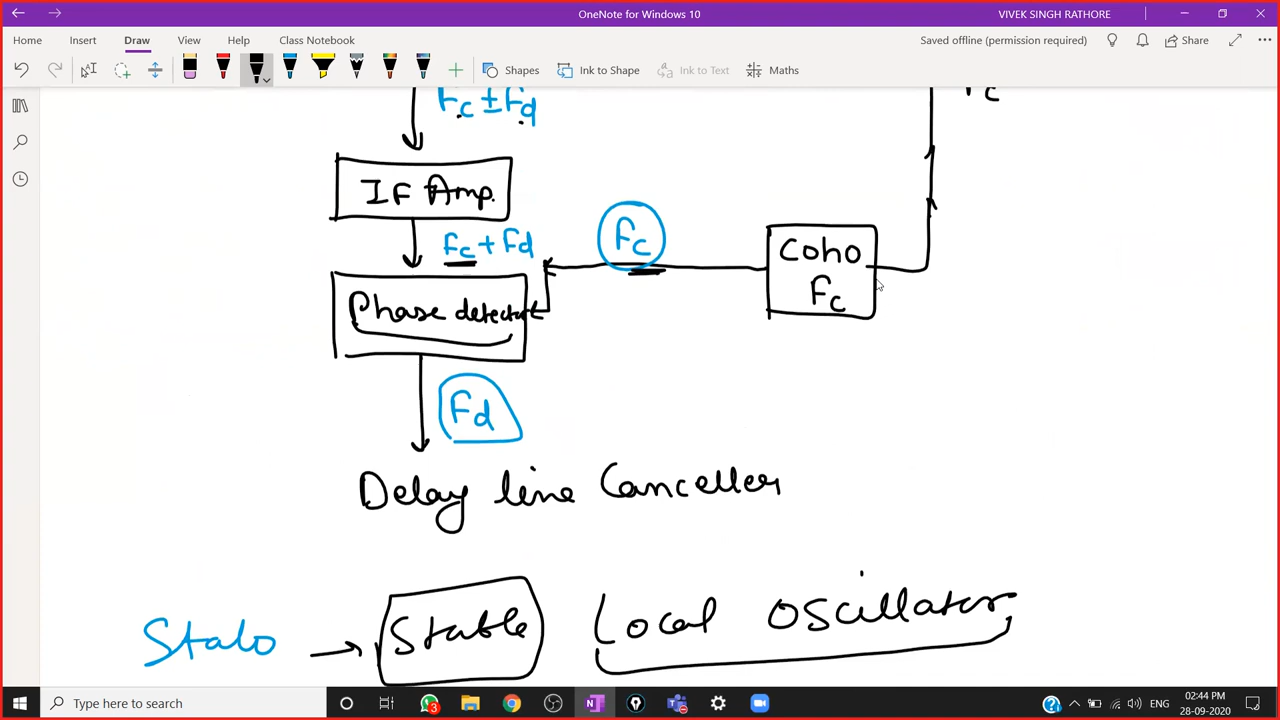 OneNote for Windows 10
VIVEK SINGH RATHORE
Home Insert Draw View Help Class Notebook
Saved offline (permission required) Share
Shapes Ink to Shape Ink to Text Maths
Fc ± Fd
Fc
IF Amp.
Fc + Fd
Fc
Coho
Fc
Phase detector
Fd
Delay line Canceller
Stalo → Stable Local Oscillator
Type here to search
3
ENG
02:44 PM
28-09-2020